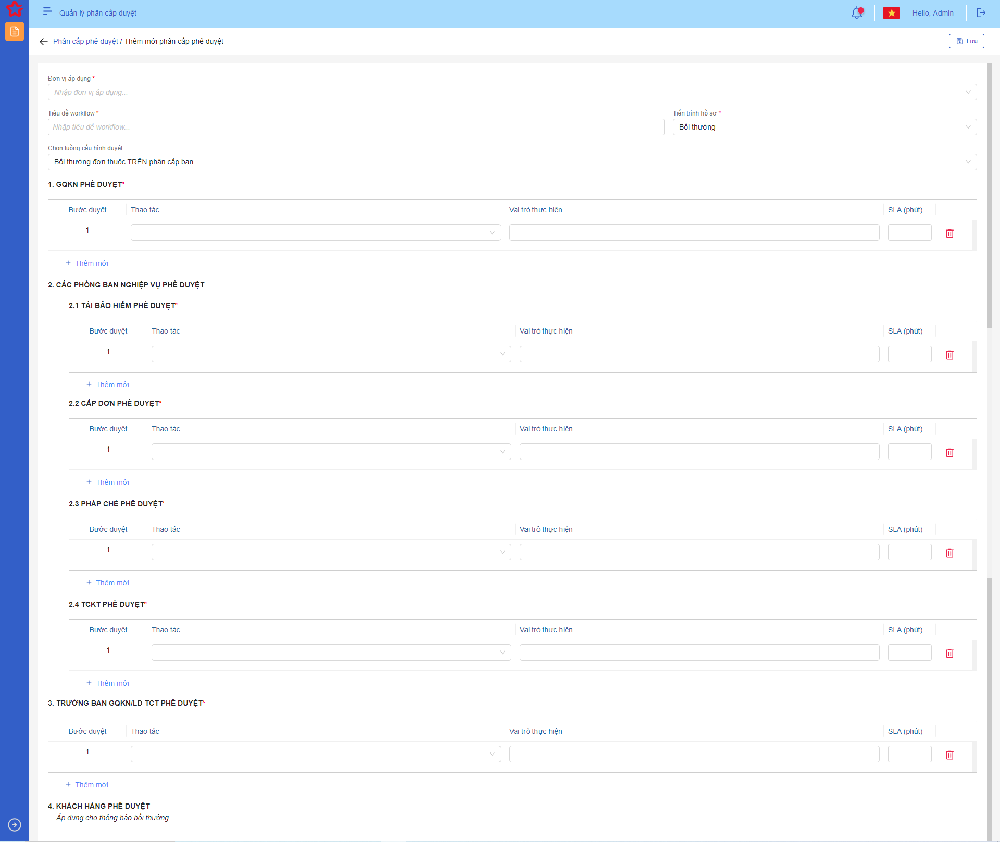 Quản lý phân cấp duyệt
Hello, Admin
Phân cấp phê duyệt / Thêm mới phân cấp phê duyệt
Lưu
Đơn vị áp dụng *
Nhập đơn vị áp dụng...
Tiêu đề workflow *
Tiến trình hồ sơ *
Nhập tiêu đề workflow...
Bồi thường
Chọn luồng cấu hình duyệt
Bồi thường đơn thuộc TRÊN phân cấp ban
1. GQKN PHÊ DUYỆT*
Bước duyệt Thao tác Vai trò thực hiện SLA (phút)
1
+ Thêm mới
2. CÁC PHÒNG BAN NGHIỆP VỤ PHÊ DUYỆT
2.1 TÁI BẢO HIỂM PHÊ DUYỆT*
Bước duyệt Thao tác Vai trò thực hiện SLA (phút)
1
+ Thêm mới
2.2 CẤP ĐƠN PHÊ DUYỆT*
Bước duyệt Thao tác Vai trò thực hiện SLA (phút)
1
+ Thêm mới
2.3 PHÁP CHẾ PHÊ DUYỆT*
Bước duyệt Thao tác Vai trò thực hiện SLA (phút)
1
+ Thêm mới
2.4 TCKT PHÊ DUYỆT*
Bước duyệt Thao tác Vai trò thực hiện SLA (phút)
1
+ Thêm mới
3. TRƯỞNG BAN GQKN/LĐ TCT PHÊ DUYỆT*
Bước duyệt Thao tác Vai trò thực hiện SLA (phút)
1
+ Thêm mới
4. KHÁCH HÀNG PHÊ DUYỆT
Áp dụng cho thông báo bồi thường